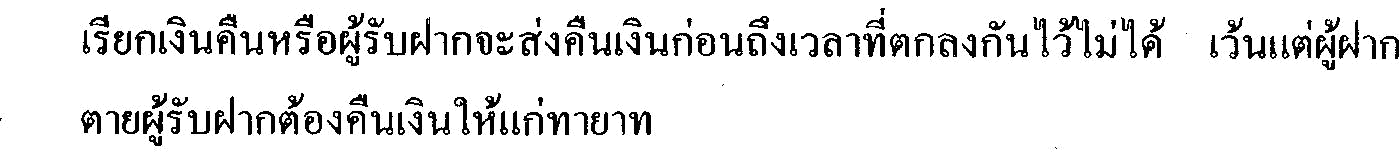 เรียกเงินคืนหรือผู้รับฝากจะส่งคืนเงินก่อนถึงเวลาที่ตกลงกันไว้ไม่ได้ เว้นแต่ผู้ฝาก
ตายผู้รับฝากต้องคืนเงินให้แก่ทายาท